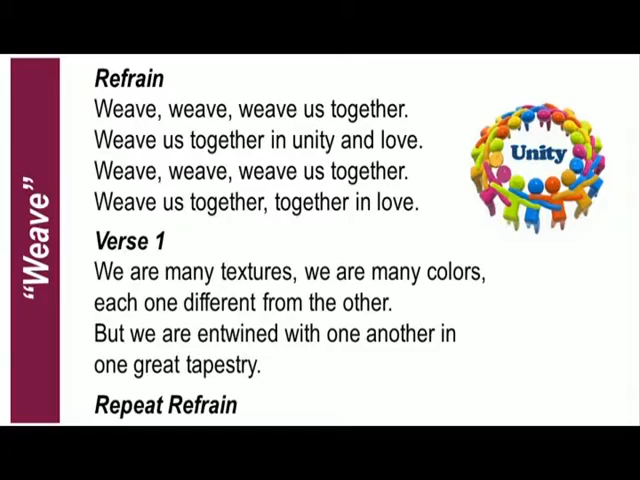 "Weave"
Refrain
Weave, weave, weave us together.
Weave us together in unity and love.
Weave, weave, weave us together.
Weave us together, together in love.
Unity
Verse 1
We are many textures, we are many colors,
each one different from the other.
But we are entwined with one another in
one great tapestry.
Repeat Refrain